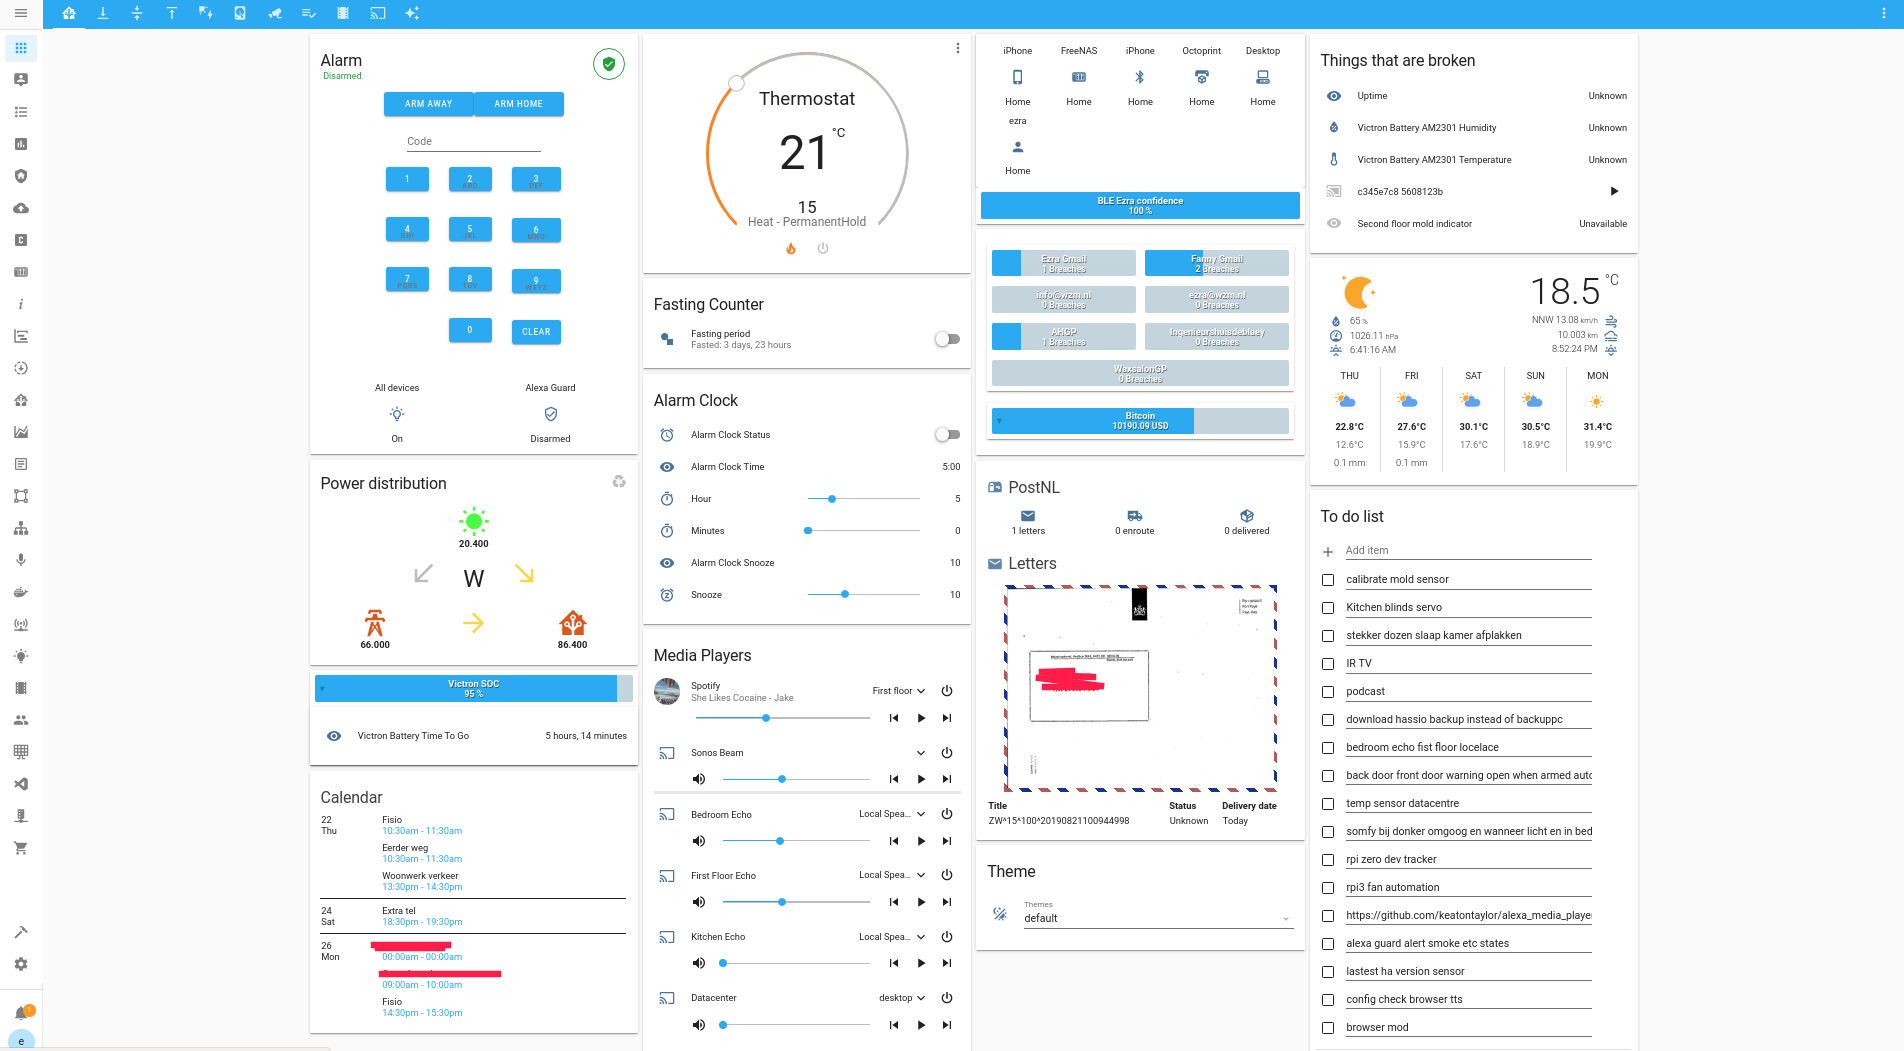 Alarm
Disarmed
ARM AWAY ARM HOME
Code
1 2 3
4 5 6
7 8 9
0 CLEAR
All devices Alexa Guard
On Disarmed
Power distribution
20.400
W
66.000 86.400
Victron SOC
95 %
Victron Battery Time To Go 5 hours, 14 minutes
Calendar
22 Fisio
Thu 10:30am - 11:30am
Eerder weg
10:30am - 11:30am
Woonwerk verkeer
13:30pm - 14:30pm
24 Extra tel
Sat 18:30pm - 19:30pm
26
Mon 00:00am - 00:00am
09:00am - 10:00am
Fisio
14:30pm - 15:30pm
Thermostat
21 °C
15
Heat - PermanentHold
Fasting Counter
Fasting period
Fasted: 3 days, 23 hours
Alarm Clock
Alarm Clock Status
Alarm Clock Time 5:00
Hour 5
Minutes 0
Alarm Clock Snooze 10
Snooze 10
Media Players
Spotify First floor
She Likes Cocaine - Jake
Sonos Beam
Bedroom Echo Local Spea...
First Floor Echo Local Spea...
Kitchen Echo Local Spea...
Datacenter desktop
iPhone FreeNAS iPhone Octoprint Desktop
Home Home Home Home Home
ezra
Home
BLE Ezra confidence
100 %
Ezra Gmail Fanny Gmail
1 Breaches 2 Breaches
info@wzm.nl ezra@wzm.nl
0 Breaches 0 Breaches
AHGP Ingenieurshuisdeblaey
1 Breaches 0 Breaches
WaxsalonGP
0 Breaches
Bitcoin
10190.09 USD
PostNL
1 letters 0 enroute 0 delivered
Letters
Title Status Delivery date
ZW^15^100^20190821100944998 Unknown Today
Theme
Themes
default
Things that are broken
Uptime Unknown
Victron Battery AM2301 Humidity Unknown
Victron Battery AM2301 Temperature Unknown
c345e7c8 5608123b
Second floor mold indicator Unavailable
18.5 °C
65 % NNW 13.08 km/h
1026.11 hPa 10.003 km
6:41:16 AM 8:52:24 PM
THU FRI SAT SUN MON
22.8°C 27.6°C 30.1°C 30.5°C 31.4°C
12.6°C 15.9°C 17.6°C 18.9°C 19.9°C
0.1 mm 0.1 mm
To do list
Add item
calibrate mold sensor
Kitchen blinds servo
stekker dozen slaap kamer afplakken
IR TV
podcast
download hassio backup instead of backuppc
bedroom echo fist floor locelace
back door front door warning open when armed auto
temp sensor datacentre
somfy bij donker omgoog en wanneer licht en in bed
rpi zero dev tracker
rpi3 fan automation
https://github.com/keatontaylor/alexa_media_playe
alexa guard alert smoke etc states
lastest ha version sensor
config check browser tts
browser mod
e